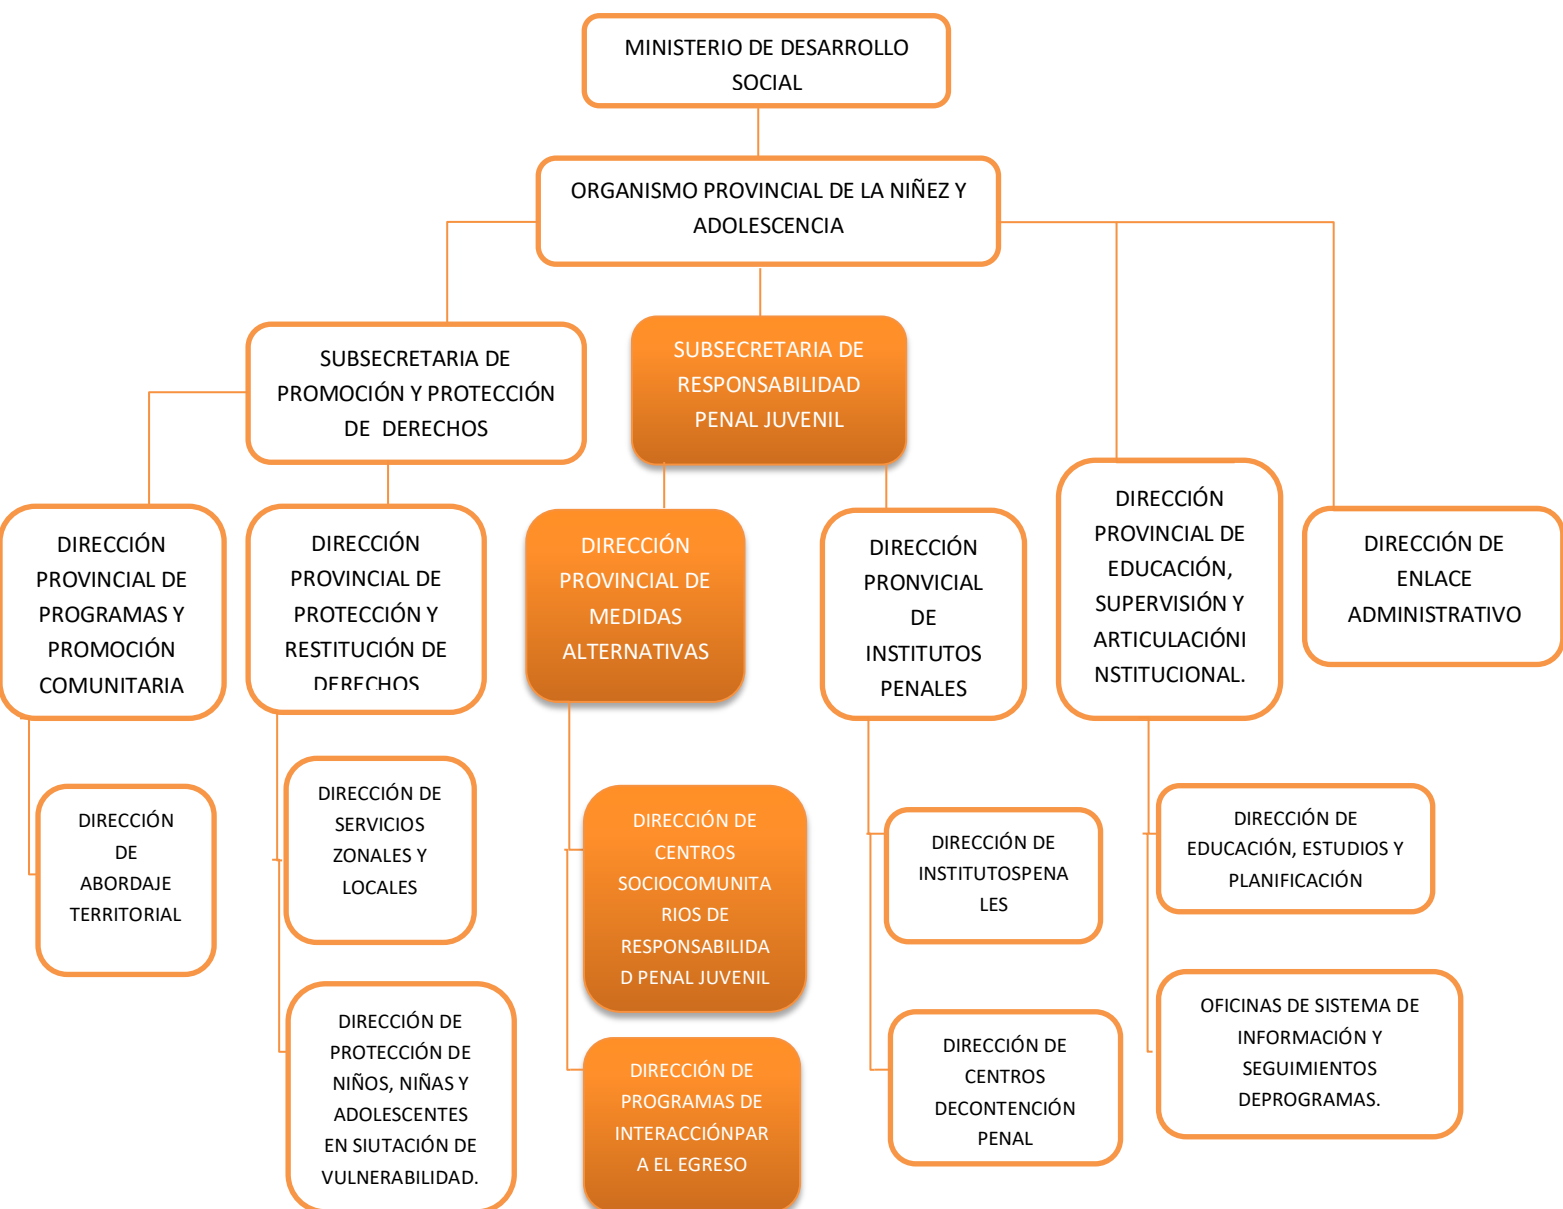 MINISTERIO DE DESARROLLO
SOCIAL
ORGANISMO PROVINCIAL DE LA NIÑEZ Y
ADOLESCENCIA
SUBSECRETARIA DE
PROMOCIÓN Y PROTECCIÓN
DE DERECHOS
SUBSECRETARIA DE
RESPONSABILIDAD
PENAL JUVENIL
DIRECCIÓN
PROVINCIAL DE
PROGRAMAS Y
PROMOCIÓN
COMUNITARIA
DIRECCIÓN
PROVINCIAL DE
PROTECCIÓN Y
RESTITUCIÓN DE
DERECHOS
DIRECCIÓN
PROVINCIAL DE
MEDIDAS
ALTERNATIVAS
DIRECCIÓN
PRONVICIAL
DE
INSTITUTOS
PENALES
DIRECCIÓN
PROVINCIAL DE
EDUCACIÓN,
SUPERVISIÓN Y
ARTICULACIÓNI
NSTITUCIONAL.
DIRECCIÓN DE
ENLACE
ADMINISTRATIVO
DIRECCIÓN
DE
ABORDAJE
TERRITORIAL
DIRECCIÓN DE
SERVICIOS
ZONALES Y
LOCALES
DIRECCIÓN DE
CENTROS
SOCIOCOMUNITA
RIOS DE
RESPONSABILIDA
D PENAL JUVENIL
DIRECCIÓN DE
INSTITUTOSPENA
LES
DIRECCIÓN DE
EDUCACIÓN, ESTUDIOS Y
PLANIFICACIÓN
DIRECCIÓN DE
PROTECCIÓN DE
NIÑOS, NIÑAS Y
ADOLESCENTES
EN SIUTACIÓN DE
VULNERABILIDAD.
DIRECCIÓN DE
PROGRAMAS DE
INTERACCIÓNPAR
A EL EGRESO
DIRECCIÓN DE
CENTROS
DECONTENCIÓN
PENAL
OFICINAS DE SISTEMA DE
INFORMACIÓN Y
SEGUIMIENTOS
DEPROGRAMAS.